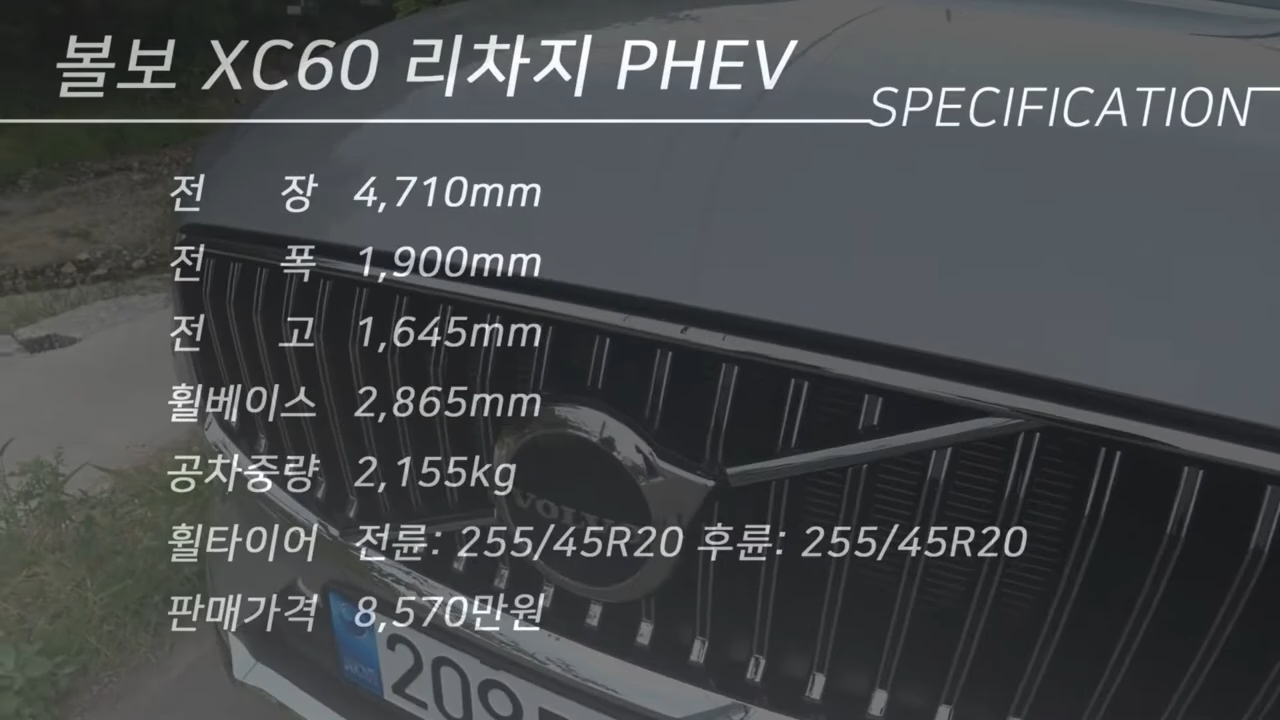 볼보 XC60 리차지 PHEV
SPECIFICATION
전 장 4,710mm
전 폭 1,900mm
전 고 1,645mm
휠베이스 2,865mm
공차중량 2,155kg
휠타이어 전륜: 255/45R20 후륜: 255/45R20
판매가격 8,570만원
VOLVO